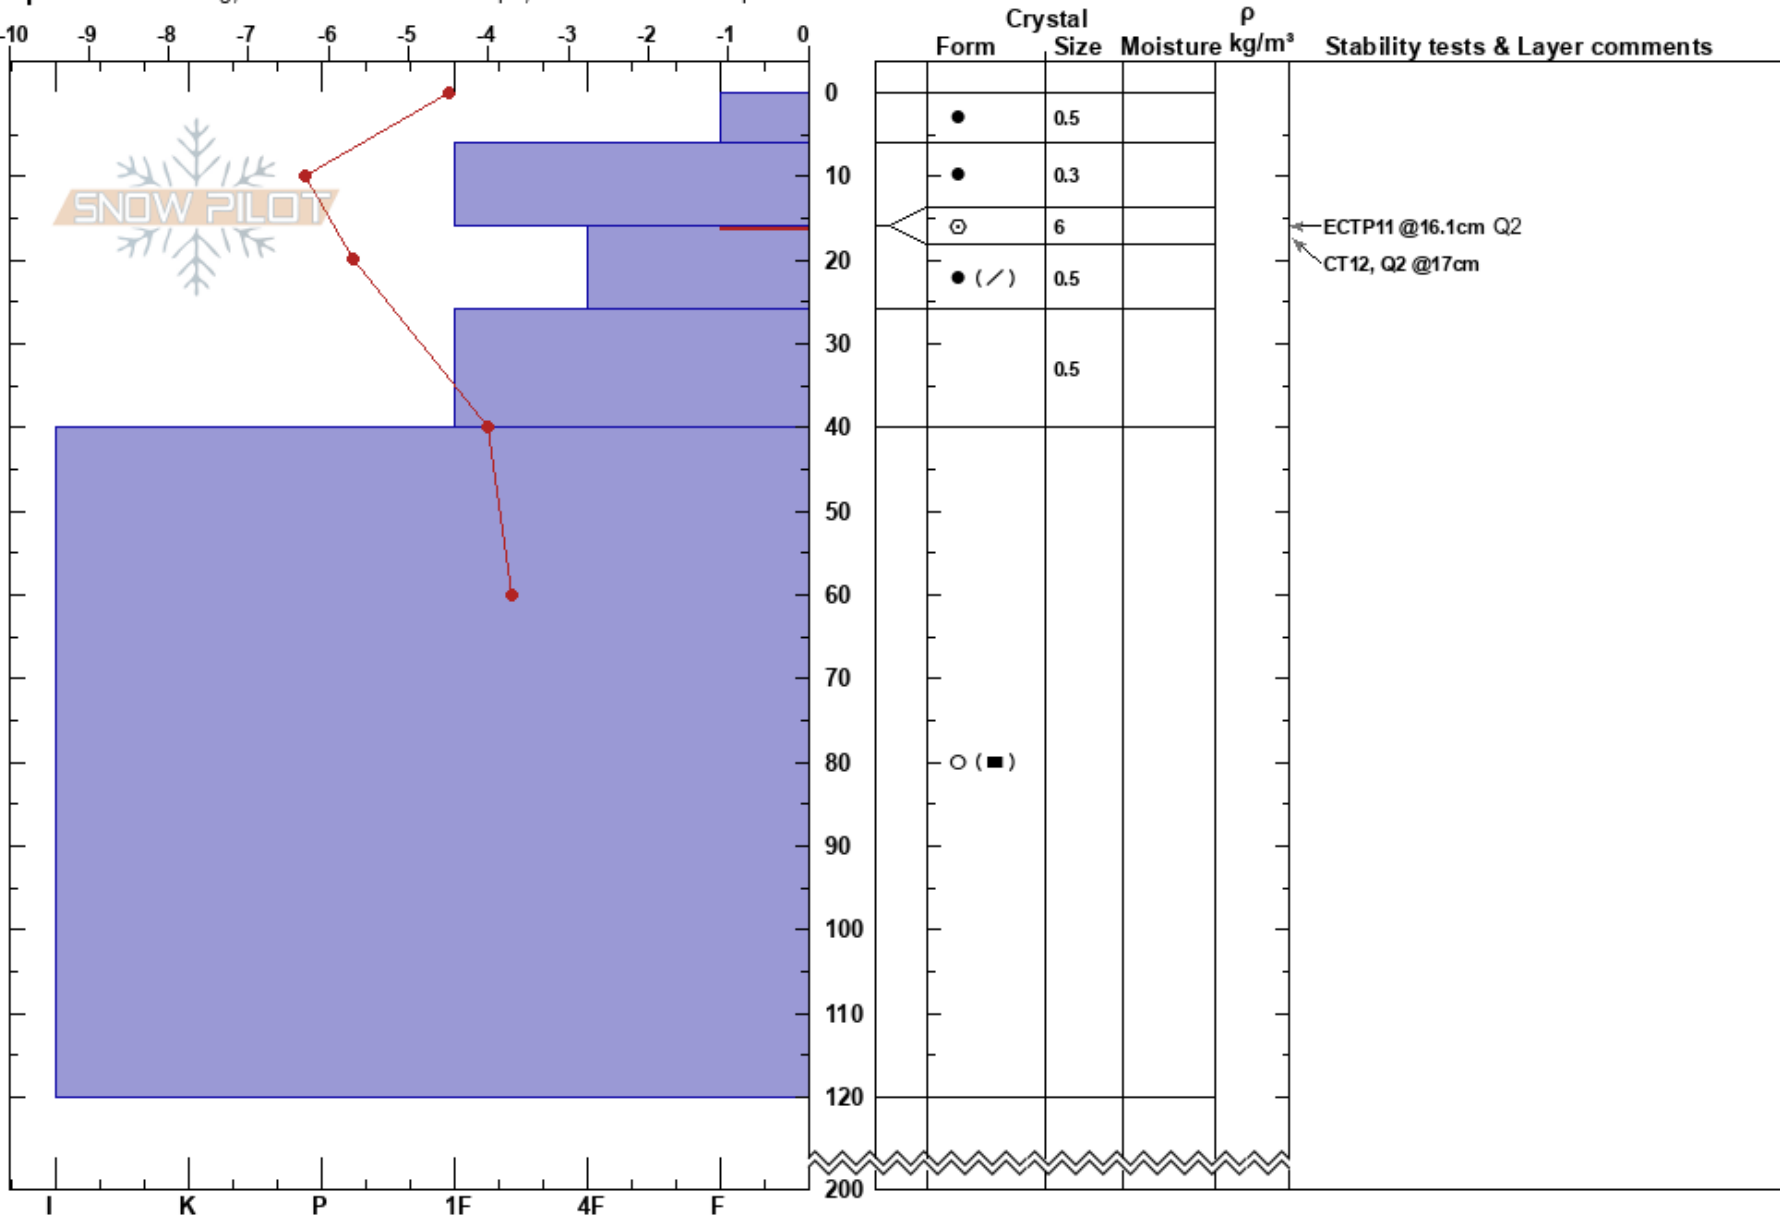 Crystal ρ
-10 -9 -8 -7 -6 -5 -4 -3 -2 -1 0
Form Size Moisture kg/m³ Stability tests & Layer comments
0
0.5
10
0.3
SNOW PILOT
6
ECTP11 @16.1cm Q2
20
( / ) 0.5
CT12, Q2 @17cm
30
0.5
40
50
60
70
80
( )
90
100
110
120
200
I K P 1F 4F F